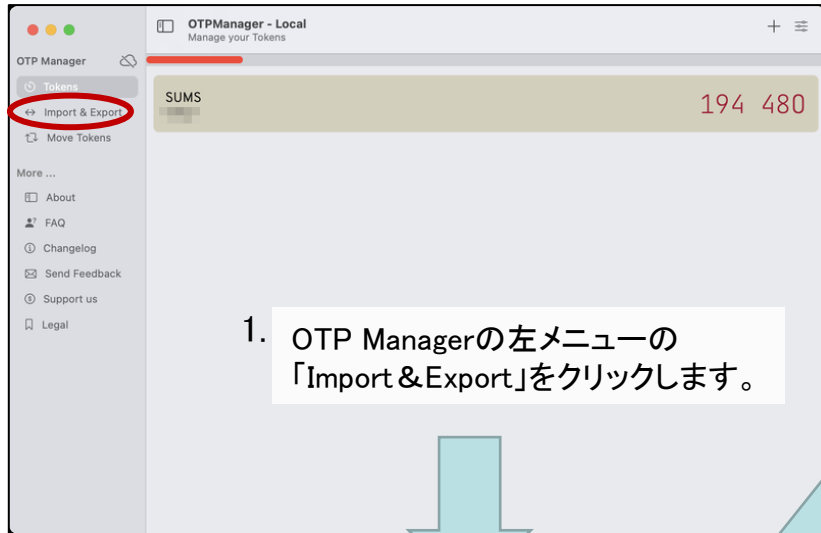 OTPManager - Local
Manage your Tokens
OTP Manager
Tokens
Import & Export
Move Tokens
More ...
About
FAQ
Changelog
Send Feedback
Support us
Legal
SUMS
194 480
1. OTP Managerの左メニューの
「Import＆Export」をクリックします。